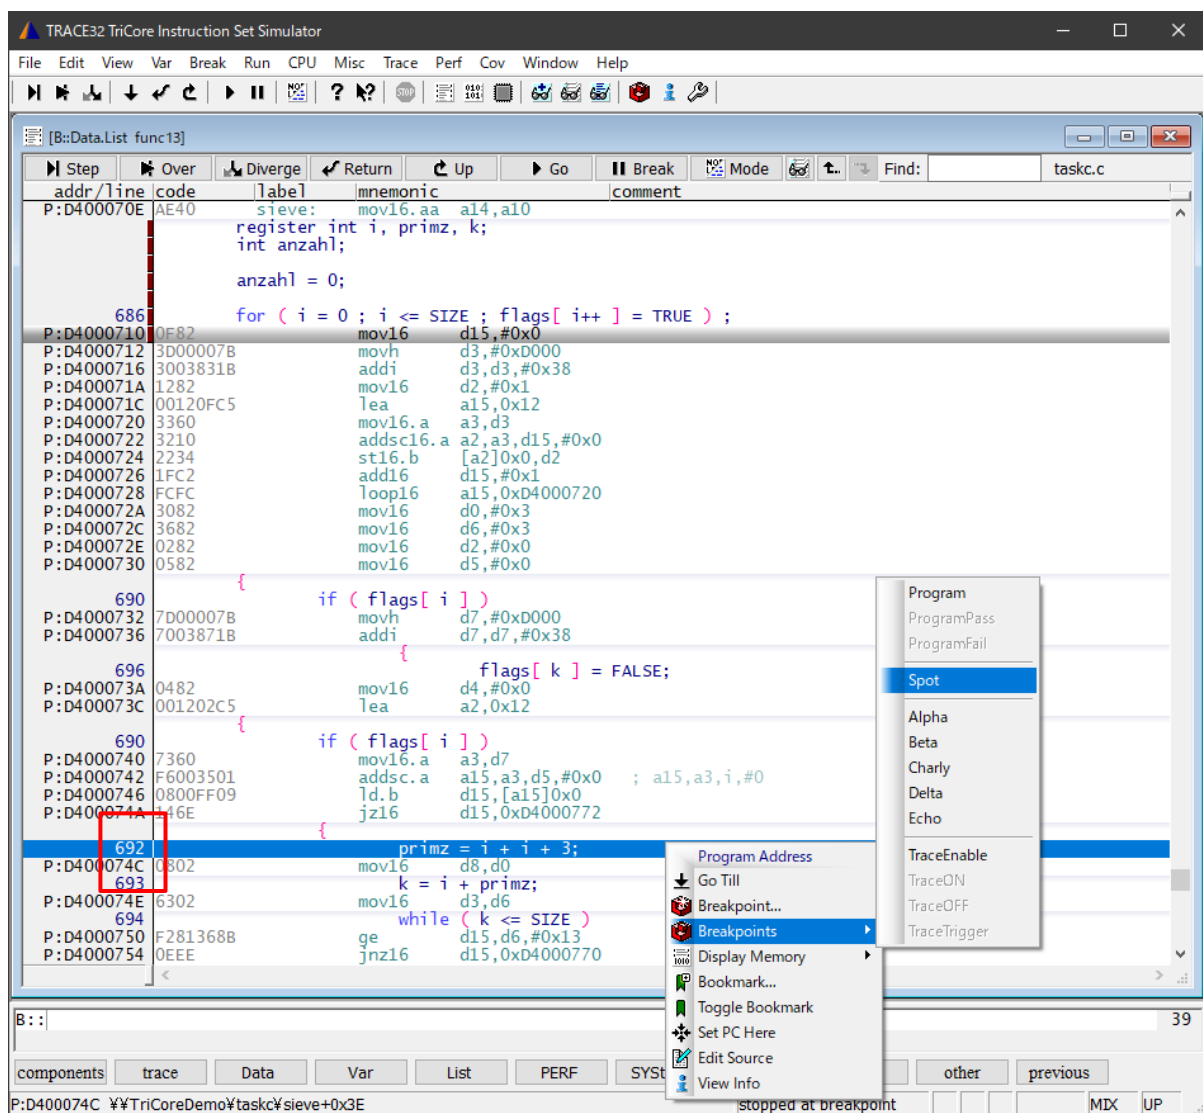 TRACE32 TriCore Instruction Set Simulator
File Edit View Var Break Run CPU Misc Trace Perf Cov Window Help
[B::Data.List func13]
Step Over Diverge Return Up Go Break Mode Find: taskc.c
addr/line code label mnemonic comment
P:D400070E AE40 sieve: mov16.aa a14,a10
register int i, primz, k;
int anzahl;
anzahl = 0;
686 for ( i = 0 ; i <= SIZE ; flags[ i++ ] = TRUE ) ;
P:D4000710 0F82 mov16 d15,#0x0
P:D4000712 3D00007B movh d3,#0xD000
P:D4000716 3003831B addi d3,d3,#0x38
P:D400071A 1282 mov16 d2,#0x1
P:D400071C 00120FC5 lea a15,0x12
P:D4000720 3360 mov16.a a3,d3
P:D4000722 3210 addsc16.a a2,a3,d15,#0x0
P:D4000724 2234 st16.b [a2]0x0,d2
P:D4000726 1FC2 add16 d15,#0x1
P:D4000728 FCFC loop16 a15,0xD4000720
P:D400072A 3082 mov16 d0,#0x3
P:D400072C 3682 mov16 d6,#0x3
P:D400072E 0282 mov16 d2,#0x0
P:D4000730 0582 mov16 d5,#0x0
{
690 if ( flags[ i ] )
P:D4000732 7D00007B movh d7,#0xD000
P:D4000736 7003871B addi d7,d7,#0x38
{
696 flags[ k ] = FALSE;
P:D400073A 0482 mov16 d4,#0x0
P:D400073C 001202C5 lea a2,0x12
{
690 if ( flags[ i ] )
P:D4000740 7360 mov16.a a3,d7
P:D4000742 F6003501 addsc.a a15,a3,d5,#0x0 ; a15,a3,i,#0
P:D4000746 0800FF09 ld.b d15,[a15]0x0
P:D400074A 146E jz16 d15,0xD4000772
{
692 primz = i + i + 3;
P:D400074C 0802 mov16 d8,d0
693 k = i + primz;
P:D400074E 6302 mov16 d3,d6
694 while ( k <= SIZE )
P:D4000750 F281368B ge d15,d6,#0x13
P:D4000754 0EEE jnz16 d15,0xD4000770
Program Address
Go Till
Breakpoint...
Breakpoints
Display Memory
Bookmark...
Toggle Bookmark
Set PC Here
Edit Source
View Info
Program
ProgramPass
ProgramFail
Spot
Alpha
Beta
Charly
Delta
Echo
TraceEnable
TraceON
TraceOFF
TraceTrigger
B:: 39
components trace Data Var List PERF SYSt other previous
P:D400074C ¥¥TriCoreDemo¥taskc¥sieve+0x3E stopped at breakpoint MIX UP